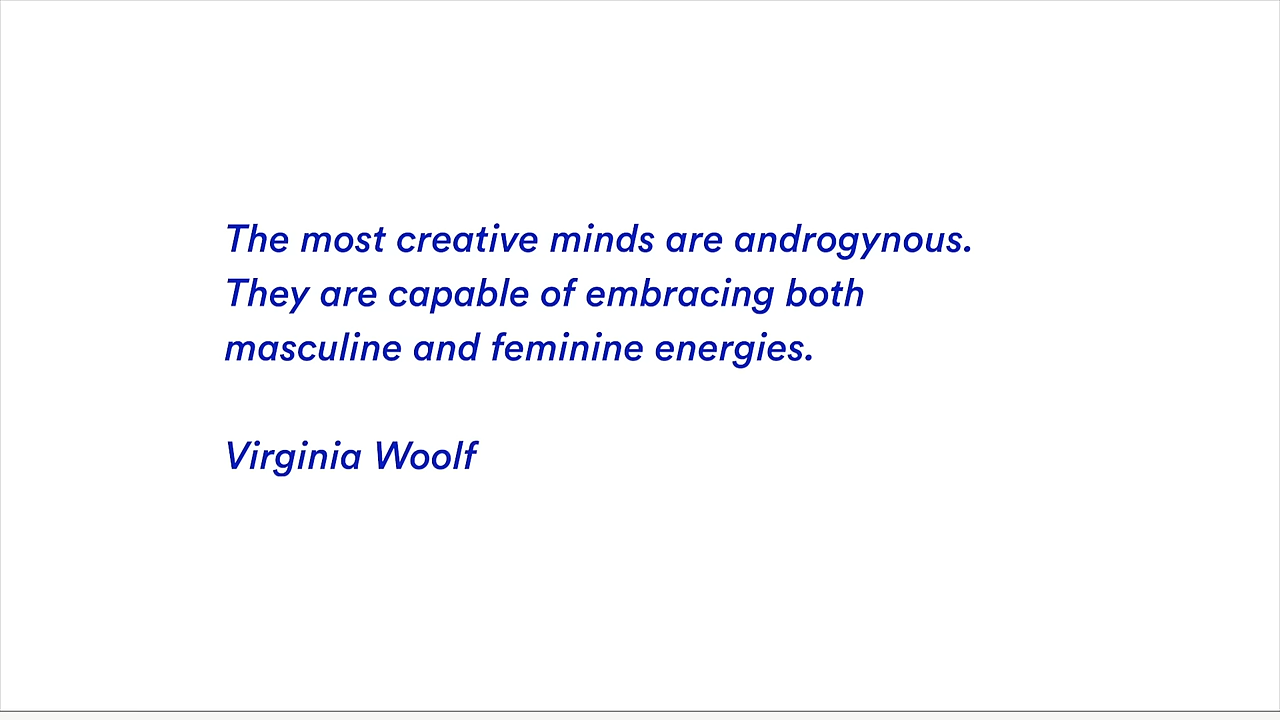 The most creative minds are androgynous.
They are capable of embracing both
masculine and feminine energies.
Virginia Woolf